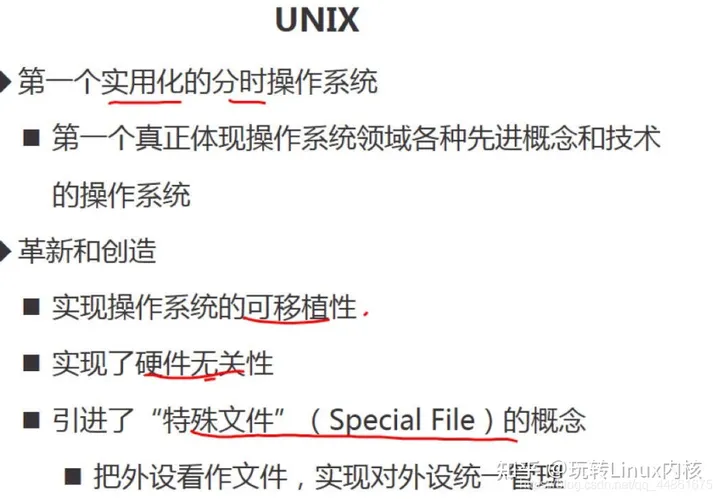 UNIX
第一个实用化的分时操作系统
第一个真正体现操作系统领域各种先进概念和技术
的操作系统
革新和创造
实现操作系统的可移植性
实现了硬件无关性
引进了“特殊文件”（Special File）的概念
把外设看作文件，实现对外设统一管理
知乎 @玩转Linux内核